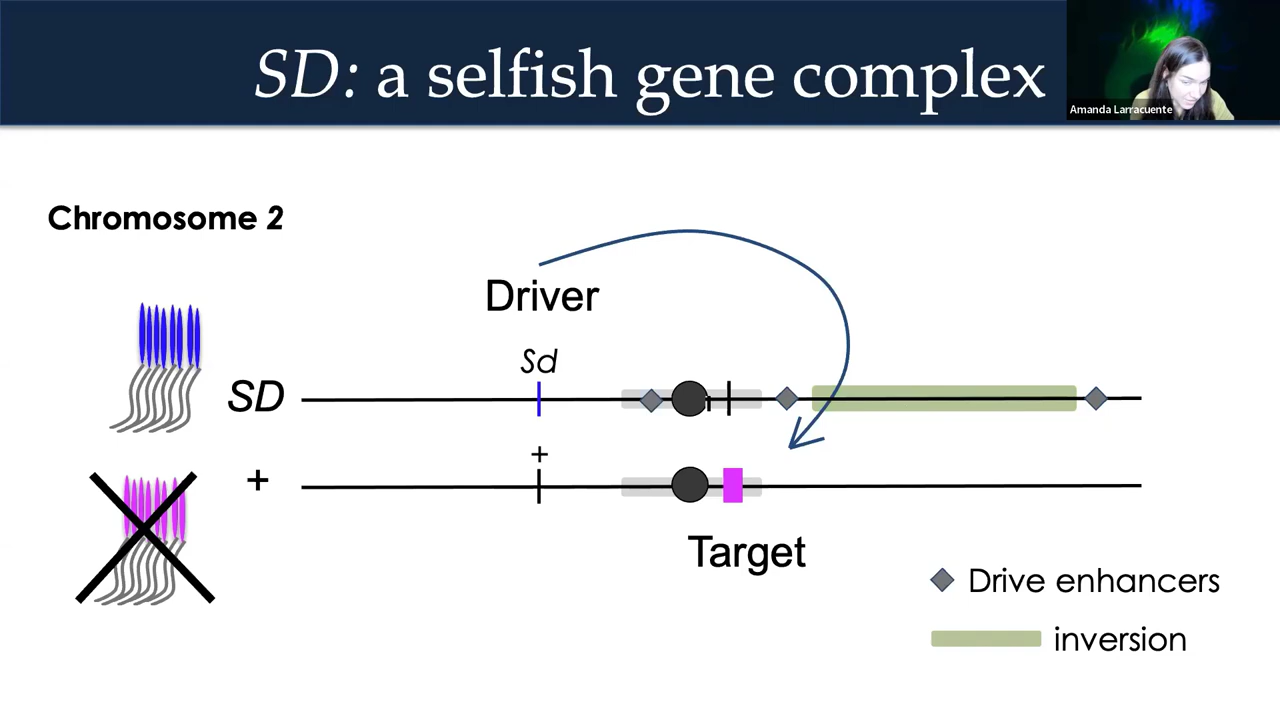 SD: a selfish gene complex
Amanda Larracuente
Chromosome 2
Driver
Sd
SD
+
+
Target
Drive enhancers
inversion